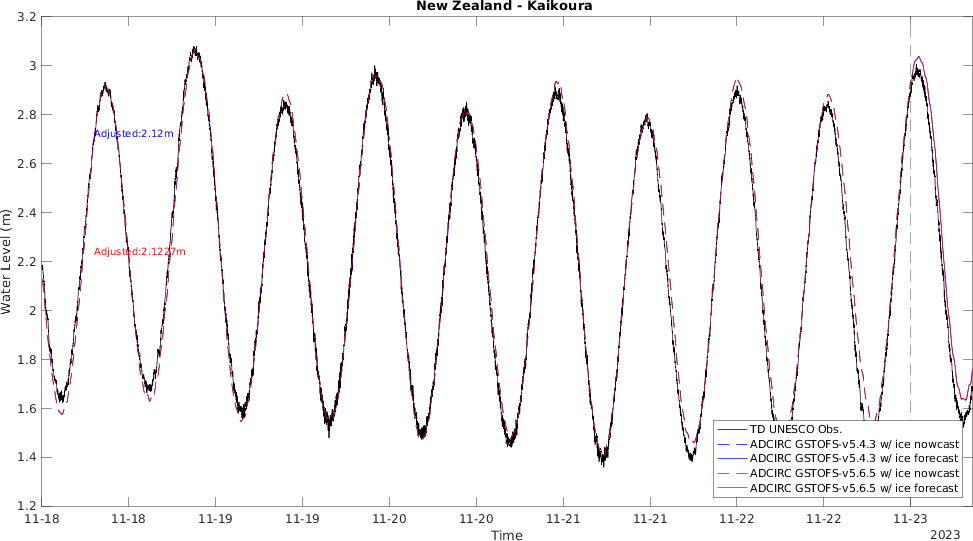 New Zealand - Kaikoura
3.2
3
2.8
2.6
2.4
2.2
2
1.8
1.6
1.4
1.2
Water Level (m)
Adjusted:2.12m
Adjusted:2.1227m
TD UNESCO Obs.
ADCIRC GSTOFS-v5.4.3 w/ ice nowcast
ADCIRC GSTOFS-v5.4.3 w/ ice forecast
ADCIRC GSTOFS-v5.6.5 w/ ice nowcast
ADCIRC GSTOFS-v5.6.5 w/ ice forecast
11-18 11-18 11-19 11-19 11-20 11-20 11-21 11-21 11-22 11-22 11-23
Time
2023